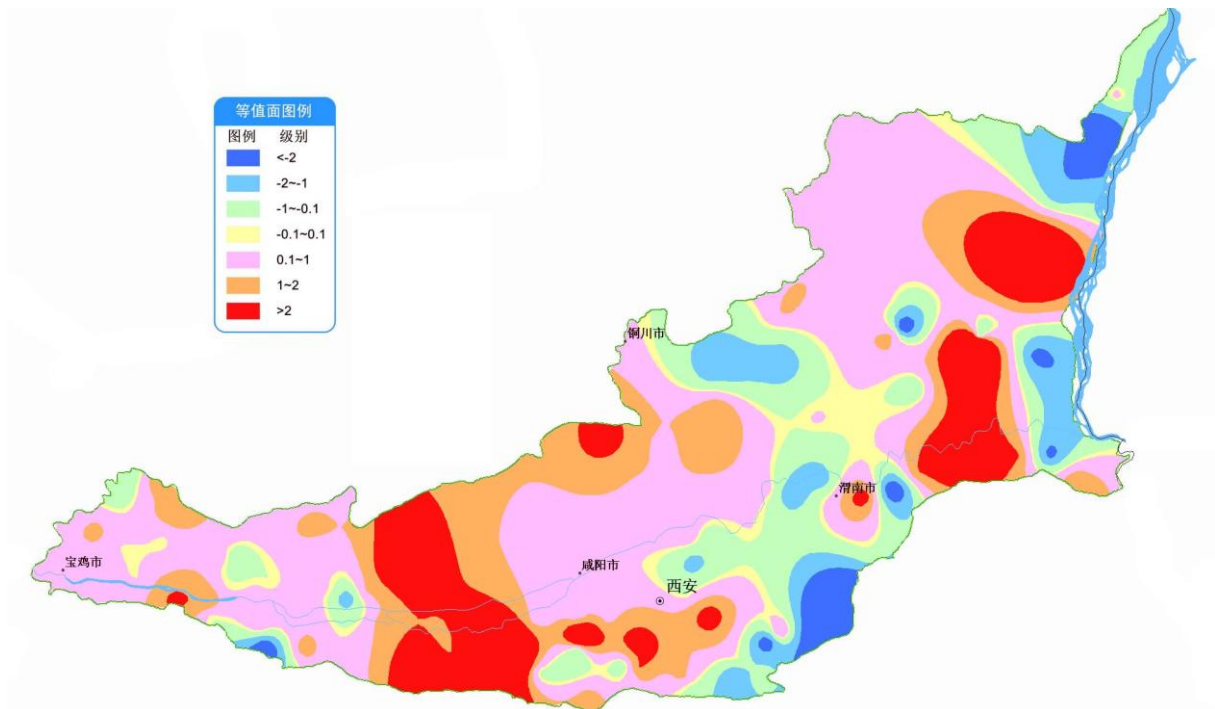 等值面图例
图例 级别
<-2
-2~-1
-1~-0.1
-0.1~0.1
0.1~1
1~2
>2
铜川市
渭南市
宝鸡市
咸阳市
西安